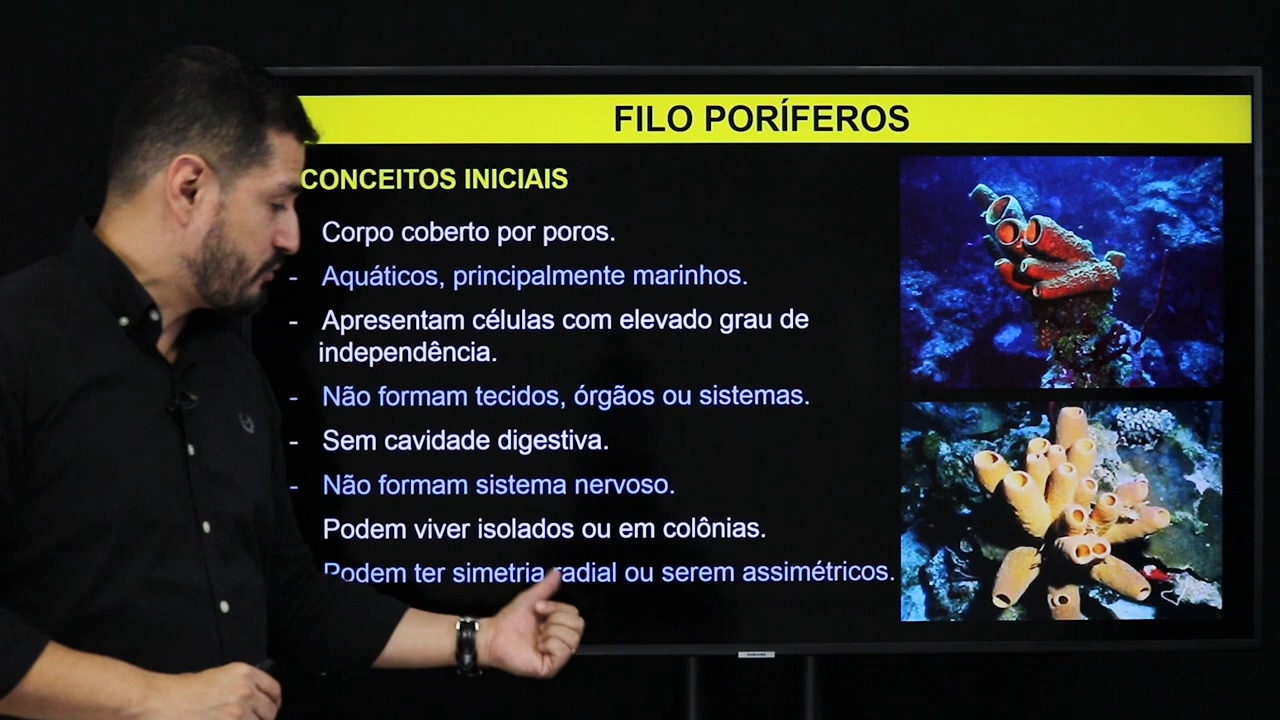 FILO PORÍFEROS
CONCEITOS INICIAIS
Corpo coberto por poros.
- Aquáticos, principalmente marinhos.
- Apresentam células com elevado grau de
independência.
- Não formam tecidos, órgãos ou sistemas.
- Sem cavidade digestiva.
- Não formam sistema nervoso.
Podem viver isolados ou em colônias.
Podem ter simetria radial ou serem assimétricos.
SAMSUNG